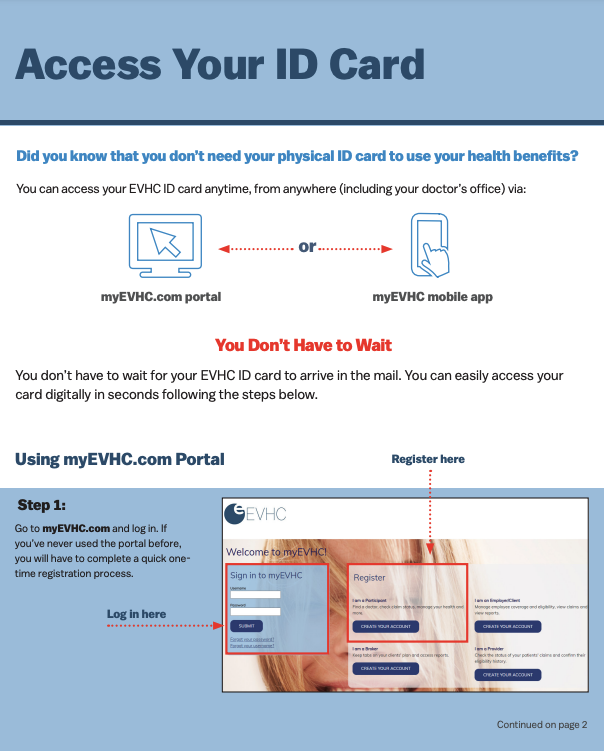 Access Your ID Card
Did you know that you don't need your physical ID card to use your health benefits?
You can access your EVHC ID card anytime, from anywhere (including your doctor's office) via:
or
myEVHC.com portal
myEVHC mobile app
You Don't Have to Wait
You don't have to wait for your EVHC ID card to arrive in the mail. You can easily access your
card digitally in seconds following the steps below.
Using myEVHC.com Portal
Register here
Step 1:
Go to myEVHC.com and log in. If
you've never used the portal before,
you will have to complete a quick one-
time registration process.
Log in here
EVHC
Welcome to myEVHC!
Sign in to myEVHC
Username
Password
SUBMIT
Forgot your password?
Forgot your username?
Register
I am a Participant
Find a doctor, check claim status, manage your health and
more.
CREATE YOUR ACCOUNT
I am an Employer/Client
Manage employee coverage and eligibility, view claims and
view reports.
CREATE YOUR ACCOUNT
I am a Broker
Keep tabs on your clients' plan and access reports.
CREATE YOUR ACCOUNT
I am a Provider
Check the status of your patients' claims and confirm their
eligibility history.
CREATE YOUR ACCOUNT
Continued on page 2